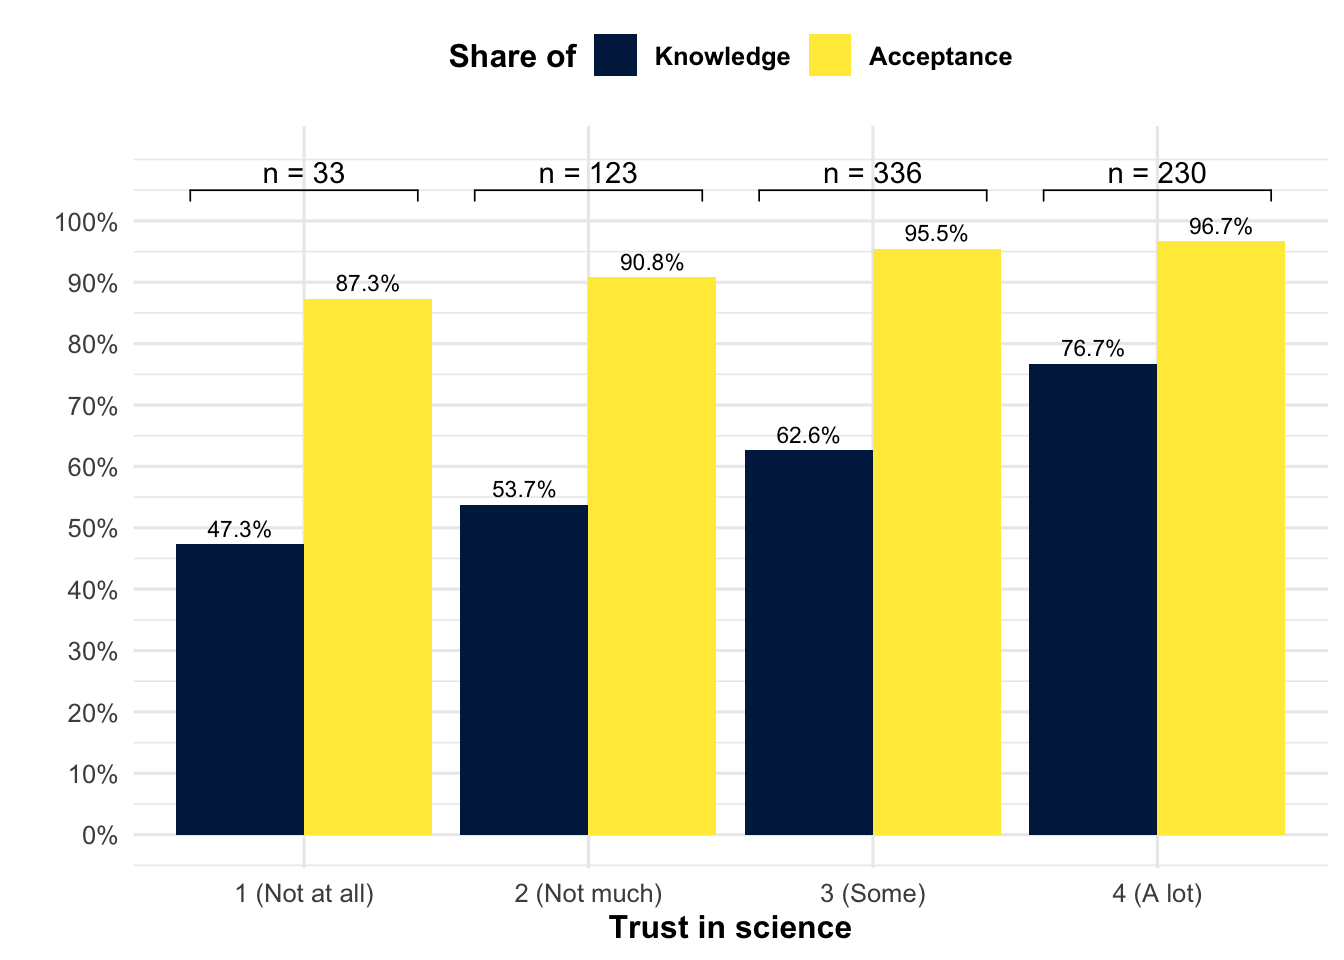 Share of Knowledge Acceptance
n = 33 n = 123 n = 336 n = 230
100%
90%
80%
70%
60%
50%
40%
30%
20%
10%
0%
47.3% 87.3% 53.7% 90.8% 62.6% 95.5% 76.7% 96.7%
1 (Not at all) 2 (Not much) 3 (Some) 4 (A lot)
Trust in science